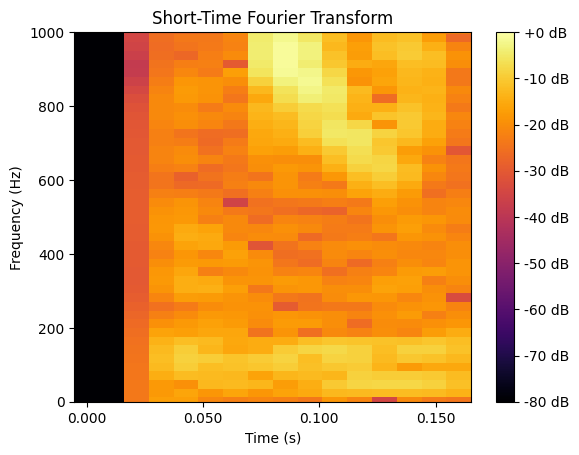 Short-Time Fourier Transform
1000
800
600
400
200
0
Frequency (Hz)
0.000
0.050
0.100
0.150
Time (s)
+0 dB
-10 dB
-20 dB
-30 dB
-40 dB
-50 dB
-60 dB
-70 dB
-80 dB